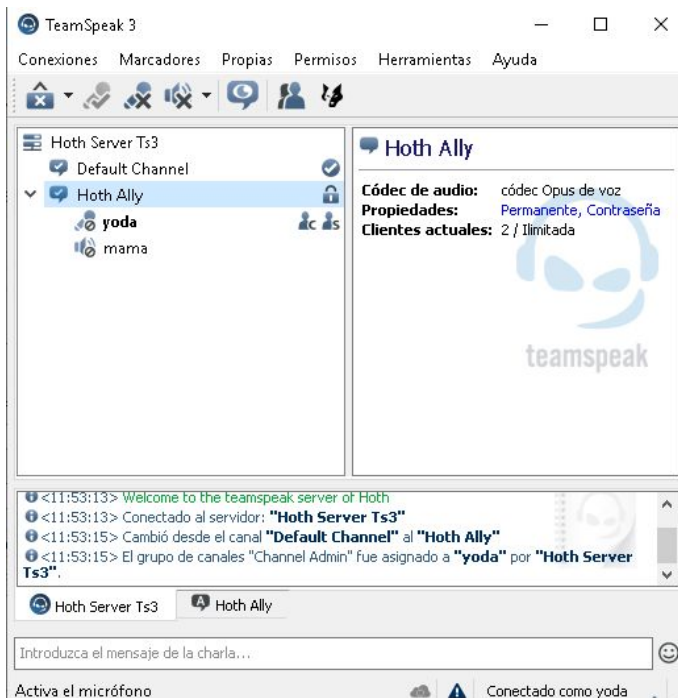 TeamSpeak 3
Conexiones Marcadores Propias Permisos Herramientas Ayuda
Hoth Server Ts3
Default Channel
Hoth Ally
yoda
mama
Hoth Ally
Códec de audio: códec Opus de voz
Propiedades: Permanente, Contraseña
Clientes actuales: 2 / Ilimitada
teamspeak
<11:53:13> Welcome to the teamspeak server of Hoth
<11:53:13> Conectado al servidor: "Hoth Server Ts3"
<11:53:15> Cambió desde el canal "Default Channel" al "Hoth Ally"
<11:53:15> El grupo de canales "Channel Admin" fue asignado a "yoda" por "Hoth Server
Ts3".
Hoth Server Ts3 Hoth Ally
Introduzca el mensaje de la charla...
Activa el micrófono Conectado como yoda